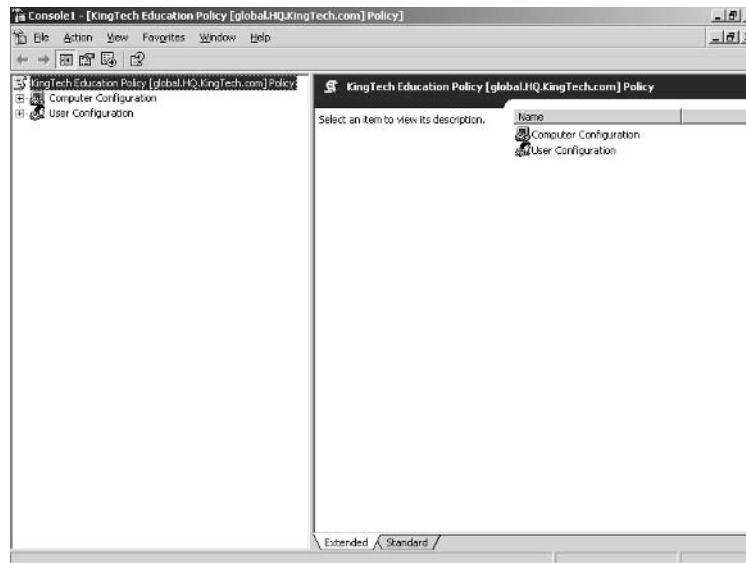 Console1 - [KingTech Education Policy [global.HQ.KingTech.com] Policy]
File Action View Favorites Window Help
KingTech Education Policy [global.HQ.KingTech.com] Policy
Computer Configuration
User Configuration
KingTech Education Policy [global.HQ.KingTech.com] Policy
Select an item to view its description.
Name
Computer Configuration
User Configuration
Extended Standard